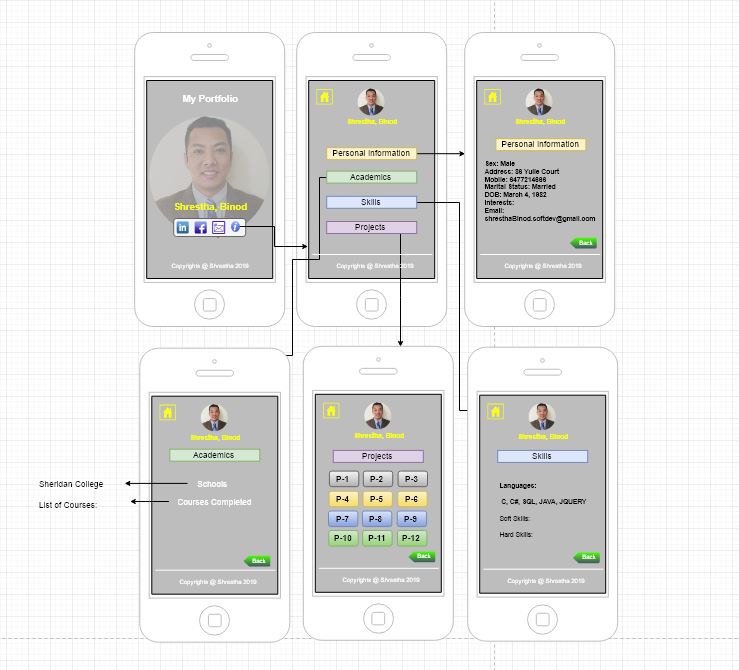 My Portfolio
Shrestha, Binod
in f i
Copyrights @ Shrestha 2019
Shrestha, Binod
Personal Information
Academics
Skills
Projects
Copyrights @ Shrestha 2019
Shrestha, Binod
Personal Information
Sex: Male
Address: 36 Yuile Court
Mobile: 6477214666
Marital Status: Married
DOB: March 4, 1982
Interests:
Email:
shresthaBinod.softdev@gmail.com
Back
Copyrights @ Shrestha 2019
Shrestha, Binod
Academics
Sheridan College
Schools
List of Courses:
Courses Completed
Back
Copyrights @ Shrestha 2019
Shrestha, Binod
Projects
P-1 P-2 P-3
P-4 P-5 P-6
P-7 P-8 P-9
P-10 P-11 P-12
Back
Copyrights @ Shrestha 2019
Shrestha, Binod
Skills
Languages:
C, C#, SQL, JAVA, JQUERY
Soft Skills:
Hard Skills:
Back
Copyrights @ Shrestha 2019